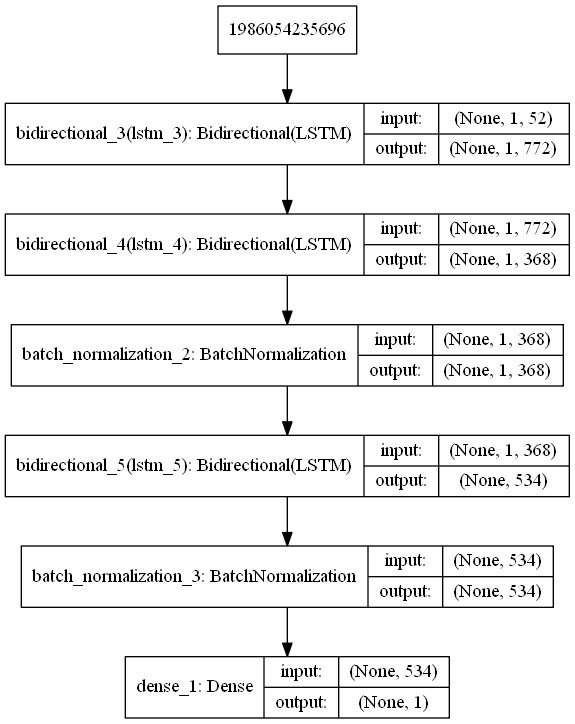 1986054235696
bidirectional_3(lstm_3): Bidirectional(LSTM)
input: (None, 1, 52)
output: (None, 1, 772)
bidirectional_4(lstm_4): Bidirectional(LSTM)
input: (None, 1, 772)
output: (None, 1, 368)
batch_normalization_2: BatchNormalization
input: (None, 1, 368)
output: (None, 1, 368)
bidirectional_5(lstm_5): Bidirectional(LSTM)
input: (None, 1, 368)
output: (None, 534)
batch_normalization_3: BatchNormalization
input: (None, 534)
output: (None, 534)
dense_1: Dense
input: (None, 534)
output: (None, 1)